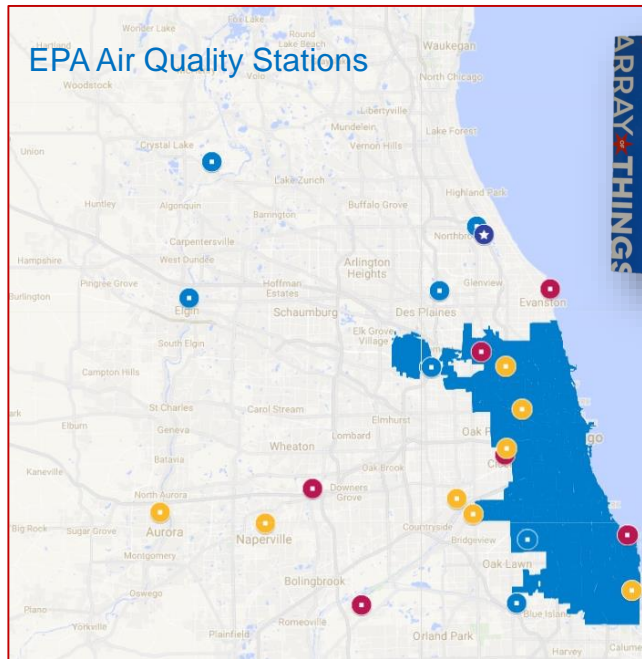 EPA Air Quality Stations
ARRAY OF THINGS
Wonder Lake
Fox Lake
Round
Lake Beach
Waukegan
Grayslake
Hartland
McHenry
Volo
North Chicago
Woodstock
Libertyville
Mundelein
Lake Forest
Vernon Hills
Union
Crystal Lake
Lake Zurich
Highland Park
Huntley
Algonquin
Barrington
Buffalo Grove
Northbrook
Carpentersville
Hampshire
West Dundee
Arlington
Heights
Glenview
Burlington
Pingree Grove
Hoffman
Estates
Des Plaines
Evanston
Elgin
Schaumburg
Elk Grove
Village
South Elgin
Campton Hills
St Charles
Carol Stream
Elmhurst
Elburn
Geneva
Oak P
Lombard
Wheaton
Batavia
Oak Brook
Kaneville
North Aurora
Downers
Grove
Big Rock
Sugar Grove
Aurora
Naperville
Countryside
Bridgeview
Montgomery
Oak Lawn
Oswego
Bolingbrook
Plano
Romeoville
Blue Island
Yorkville
Plainfield
Orland Park
Harvey
Calume